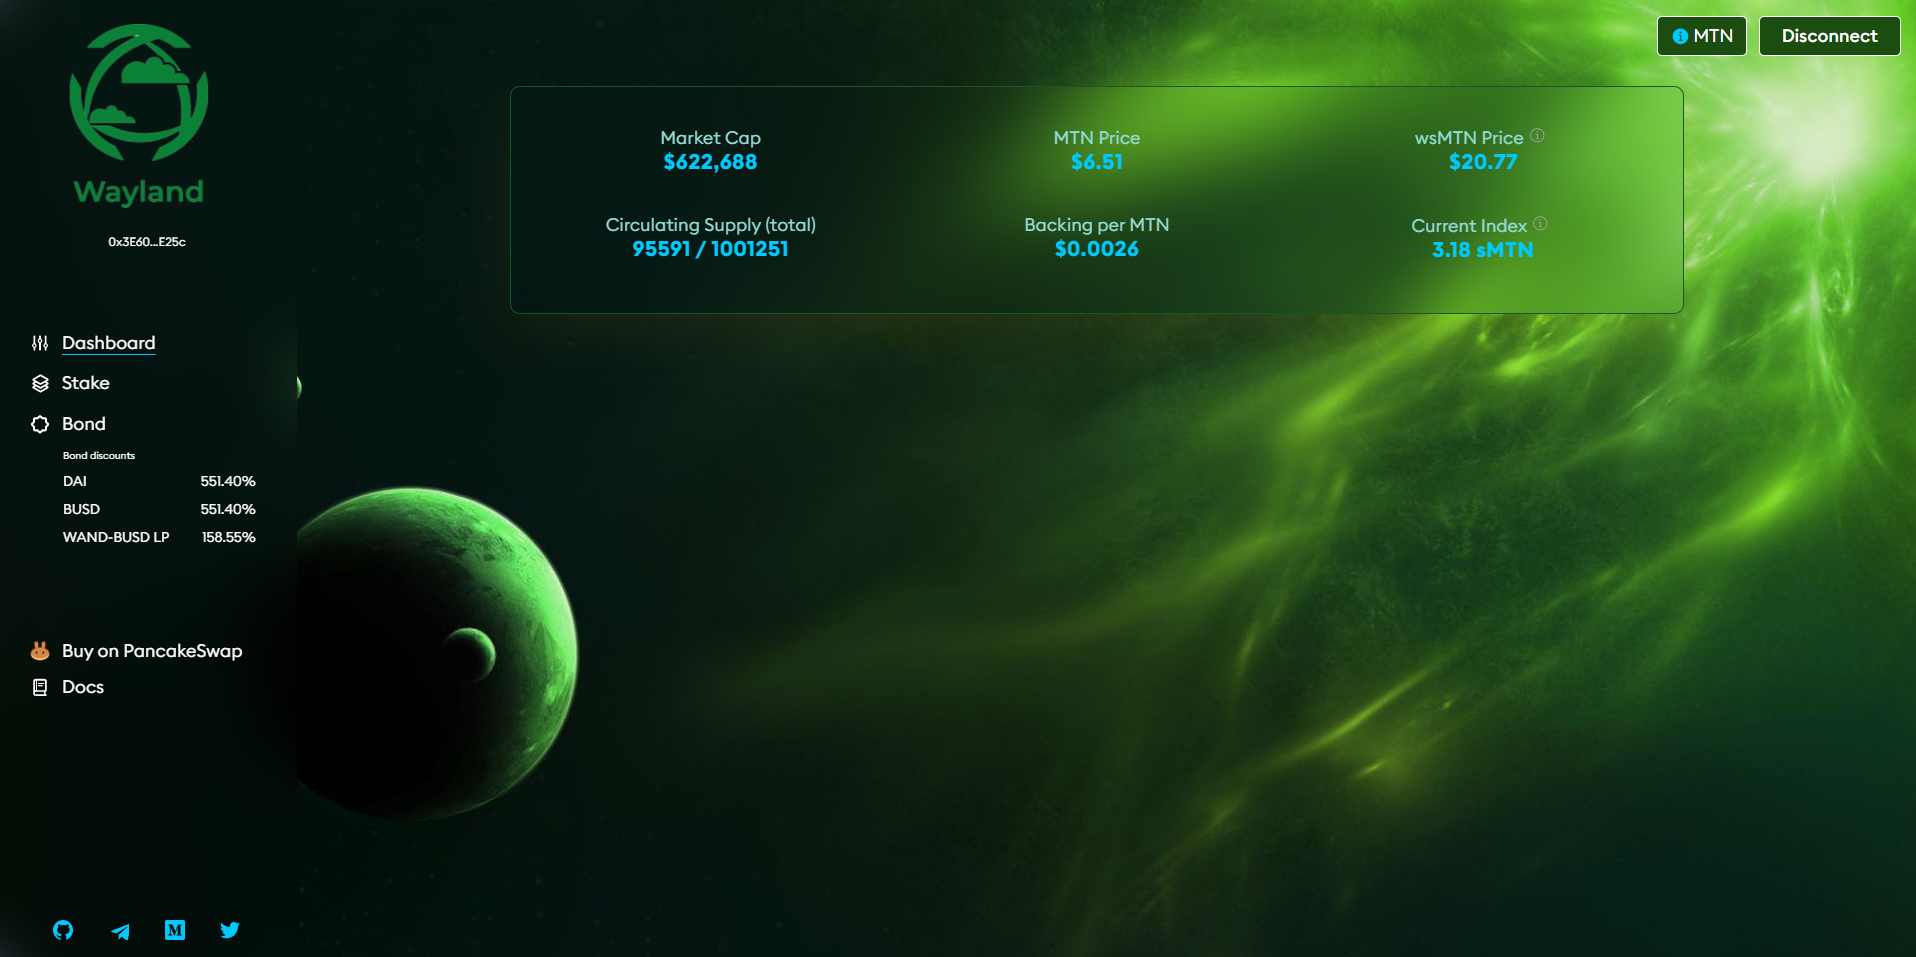 Wayland
0x3E60...E25c
Dashboard
Stake
Bond
Bond discounts
DAI 551.40%
BUSD 551.40%
WAND-BUSD LP 158.55%
Buy on PancakeSwap
Docs
MTN Disconnect
Market Cap
$622,688
MTN Price
$6.51
wsMTN Price
$20.77
Circulating Supply (total)
95591 / 1001251
Backing per MTN
$0.0026
Current Index
3.18 sMTN